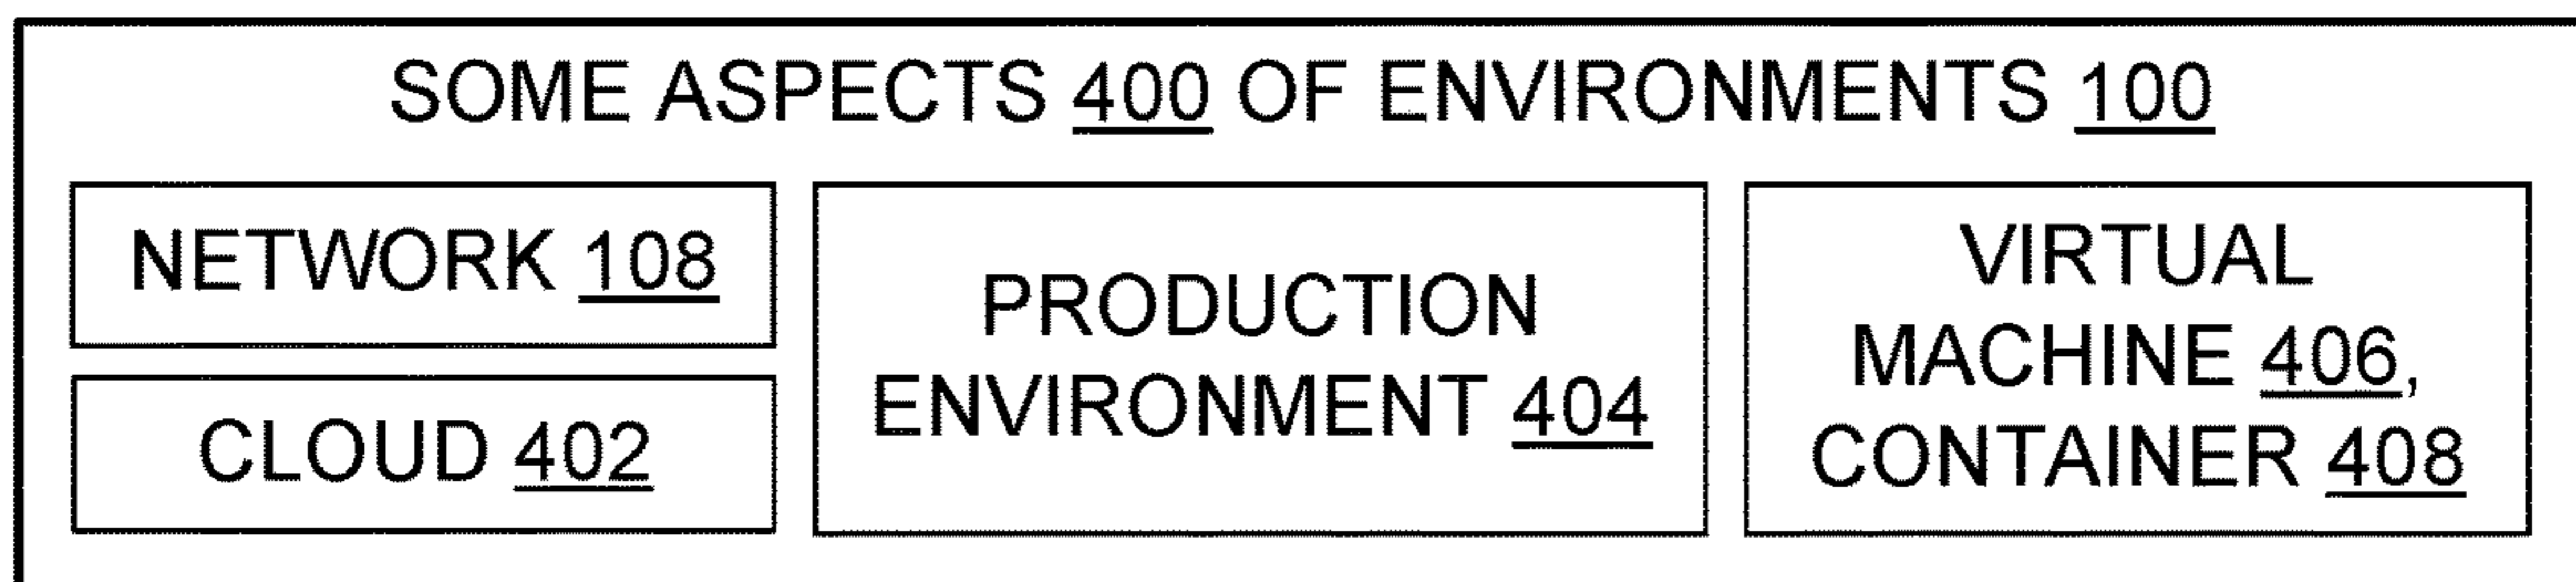 SOME ASPECTS 400 OF ENVIRONMENTS 100
NETWORK 108
CLOUD 402
PRODUCTION
ENVIRONMENT 404
VIRTUAL
MACHINE 406,
CONTAINER 408